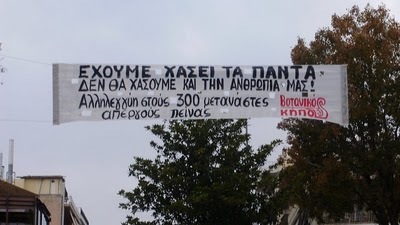 ΕΧΟΥΜΕ ΧΑΣΕΙ ΤΑ ΠΑΝΤΑ
ΔΕΝ ΘΑ ΧΑΣΟΥΜΕ ΚΑΙ ΤΗΝ ΑΝΘΡΩΠΙΑ ΜΑΣ!
Αλληλεγγύη στους 300 μετανάστες
απεργούς πείνας
Βοτανικός
κήπος